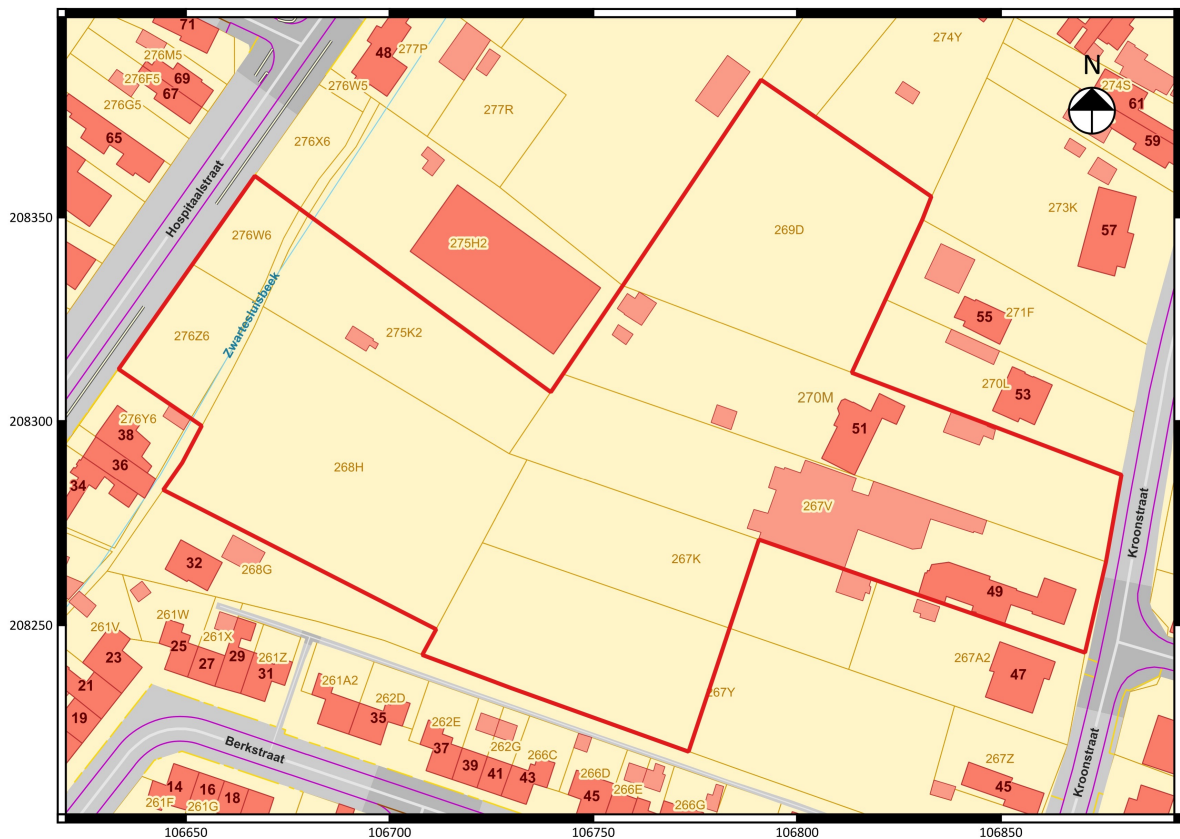 71
276M5
276F5
69
67
276G5
65
48
277P
276W5
277R
274Y
N
274S
61
59
276X6
Hospitaalstraat
208350
276W6
275H2
269D
273K
57
Zwartesluisbeek
276Z6
275K2
55
271F
270L
53
270M
51
208300
276Y6
38
36
34
268H
267V
Kroonstraat
32
268G
267K
49
208250
261V
261W
261X
25
27
29
261Z
31
23
21
19
267A2
47
261A2
262D
35
267Y
Berkstraat
262E
37
39
41
262G
266C
43
266D
45
266E
266G
Kroonstraat
267Z
45
14
16
18
261F
261G
106650
106700
106750
106800
106850